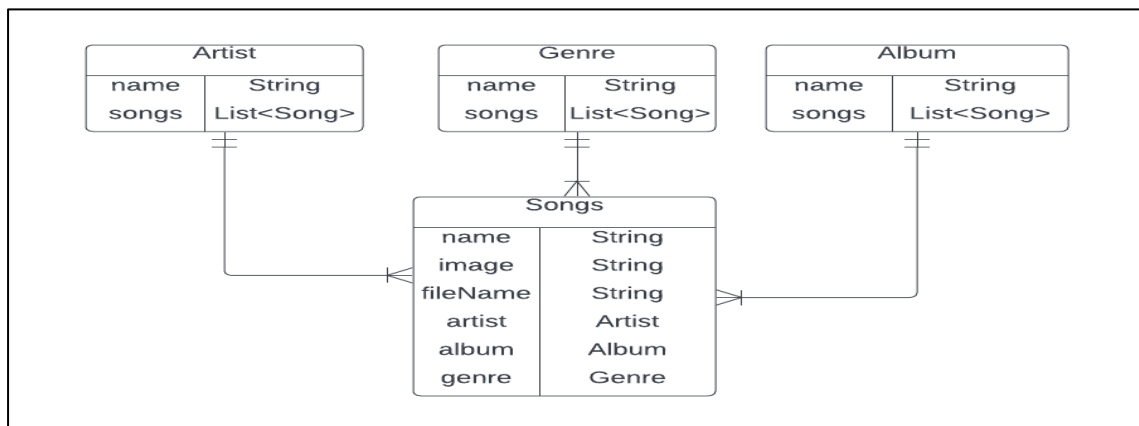 Artist
name String
songs List<Song>
Genre
name String
songs List<Song>
Album
name String
songs List<Song>
Songs
name String
image String
fileName String
artist Artist
album Album
genre Genre